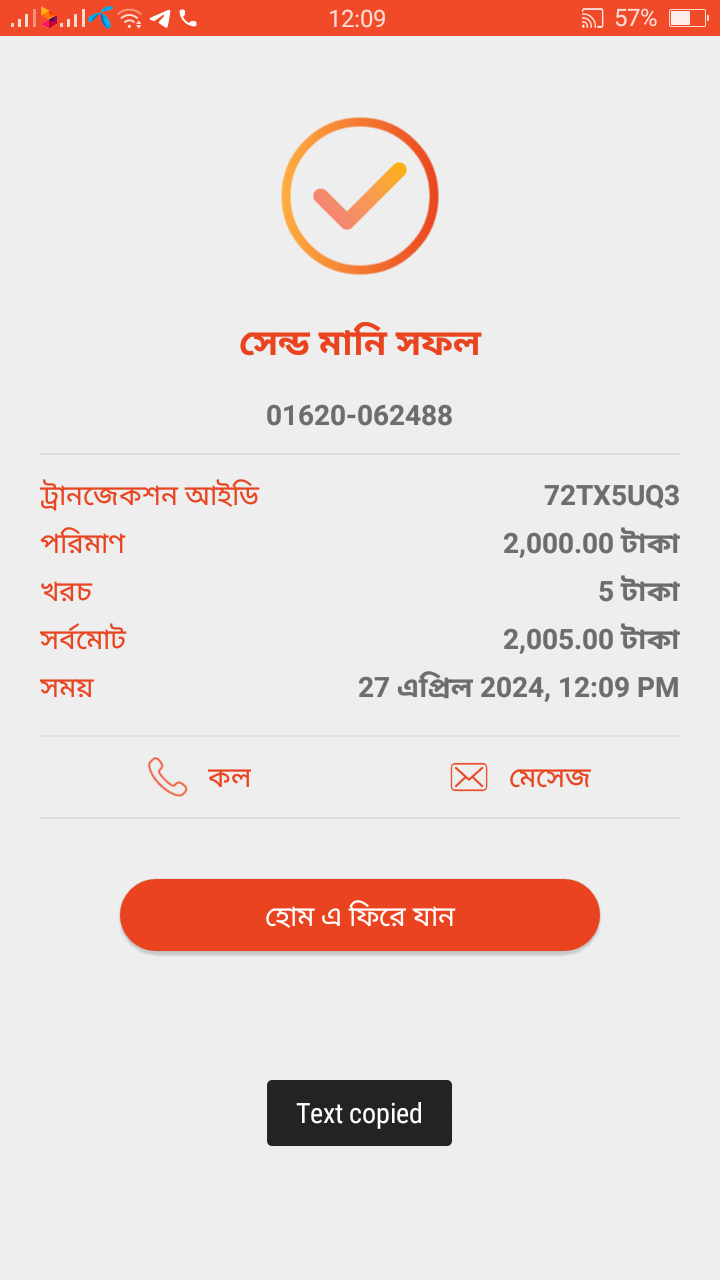 12:09 57%
সেন্ড মানি সফল
01620-062488
ট্রানজেকশন আইডি 72TX5UQ3
পরিমাণ 2,000.00 টাকা
খরচ 5 টাকা
সর্বমোট 2,005.00 টাকা
সময় 27 এপ্রিল 2024, 12:09 PM
কল মেসেজ
হোম এ ফিরে যান
Text copied